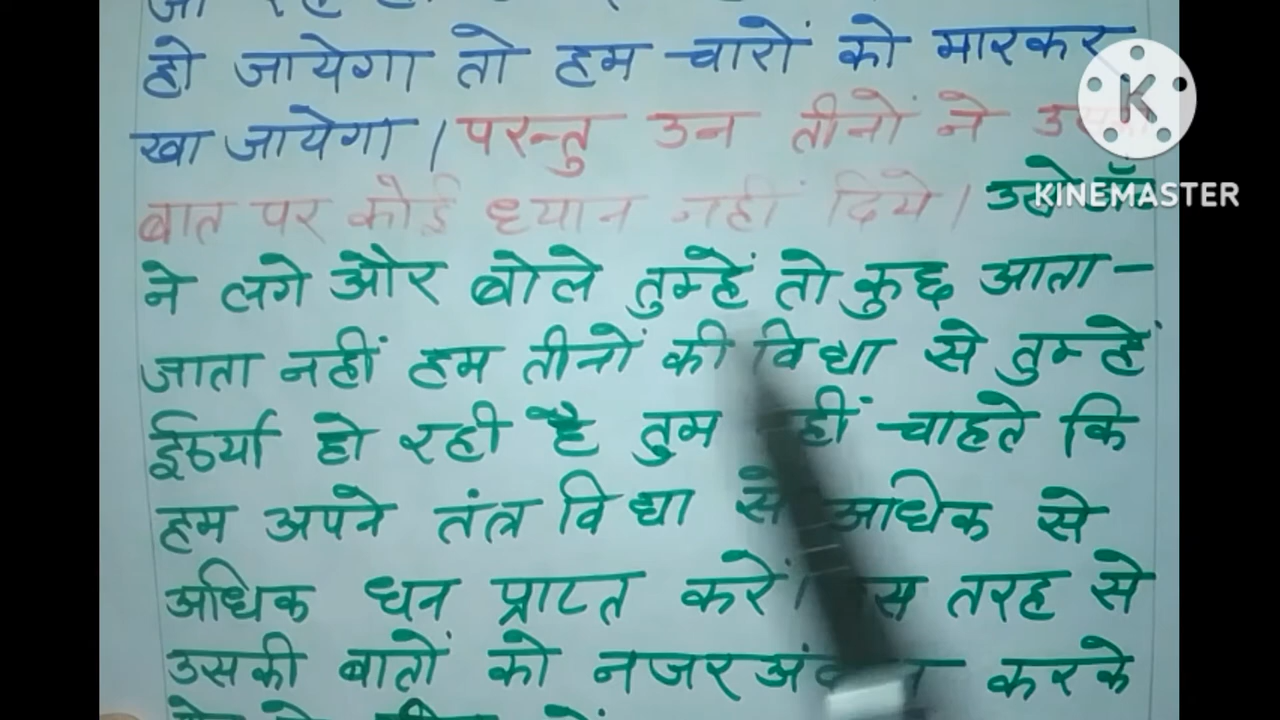 हो जायेगा तो हम चारों को मारकर
खा जायेगा। परन्तु उन तीनों ने
बात पर कोई ध्यान नहीं दिये। उसे डाँट
ने लगे और बोले तुम्हें तो कुछ आता-
जाता नहीं हम तीनों की विद्या से तुम्हें
ईर्ष्या हो रही है तुम चाहते कि
हम अपने तंत्र विद्या से अधिक से
अधिक धन प्राप्त करें। तरह से
उसकी बातों को करके
K
KINEMASTER